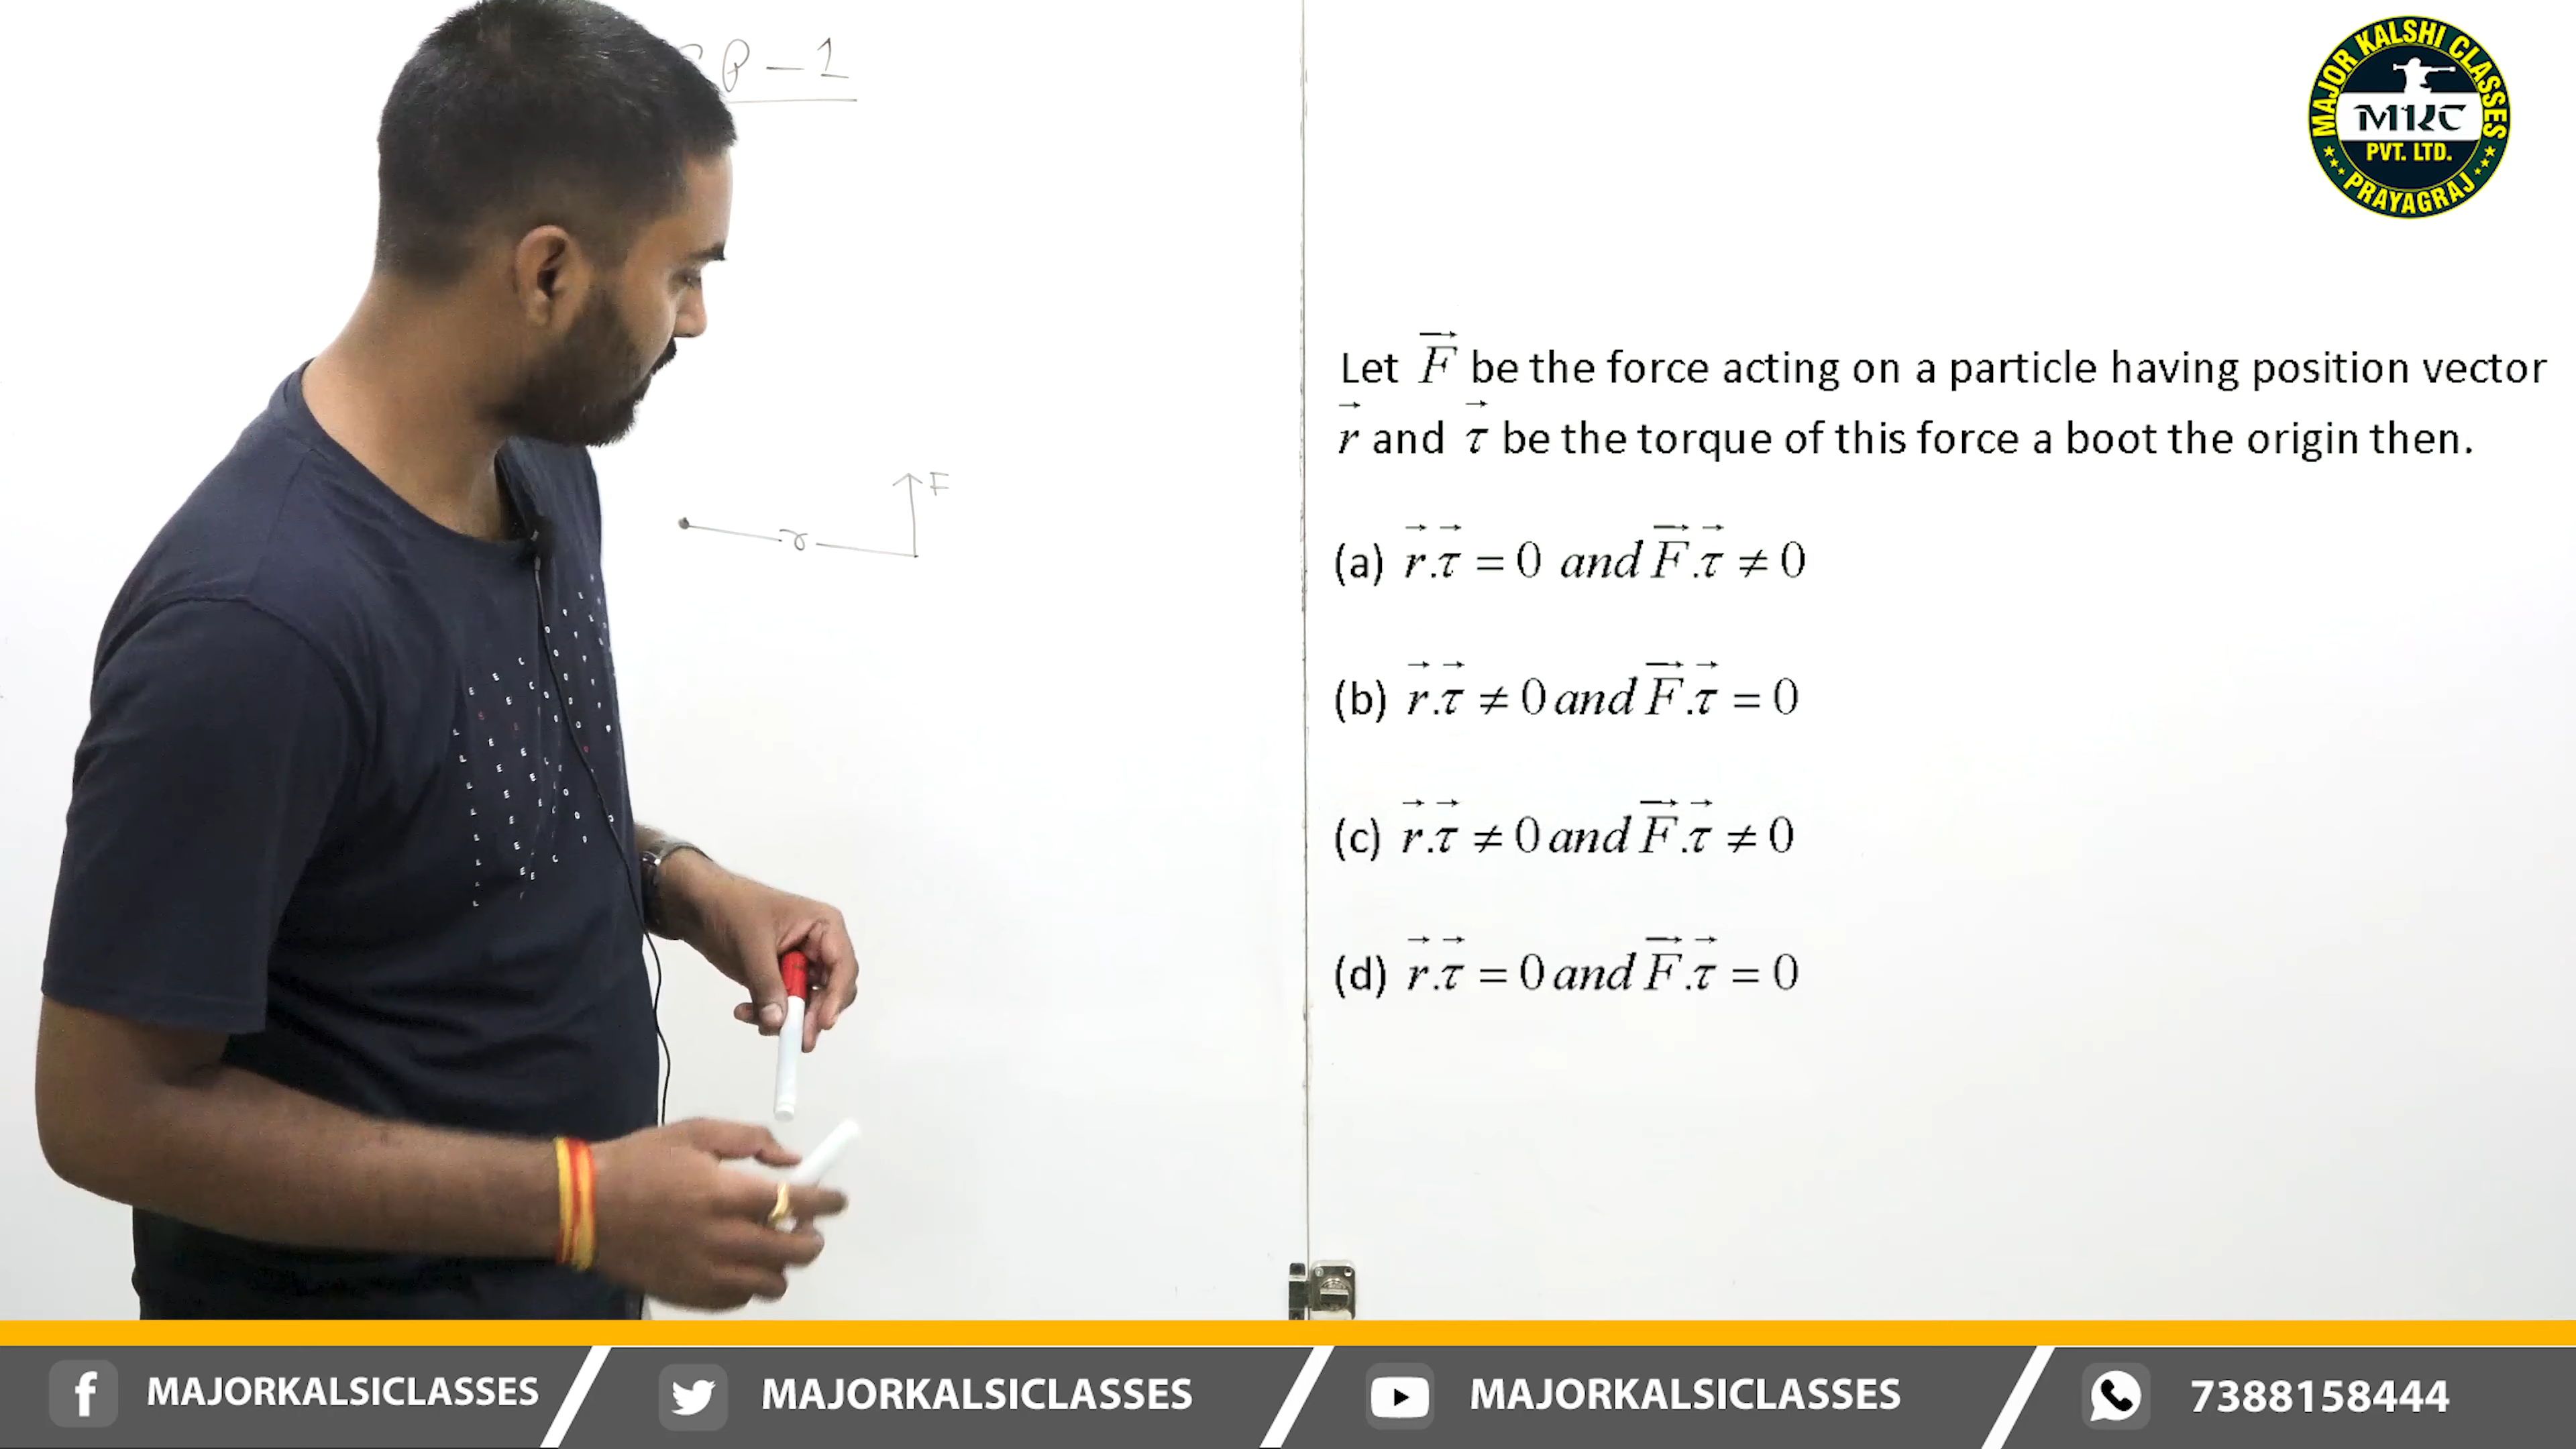 P – 1
MAJOR KALSHI CLASSES
MKC
PVT. LTD.
PRAYAGRAJ
F
r
Let F⃗ be the force acting on a particle having position vector
r⃗ and τ⃗ be the torque of this force a boot the origin then.
(a) r⃗.τ⃗ = 0 and F⃗.τ⃗ ≠ 0
(b) r⃗.τ⃗ ≠ 0 and F⃗.τ⃗ = 0
(c) r⃗.τ⃗ ≠ 0 and F⃗.τ⃗ ≠ 0
(d) r⃗.τ⃗ = 0 and F⃗.τ⃗ = 0
MAJORKALSICLASSES
MAJORKALSICLASSES
MAJORKALSICLASSES
7388158444